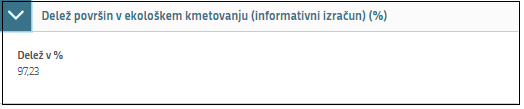 Delež površin v ekološkem kmetovanju (informativni izračun) (%)
Delež v %
97,23